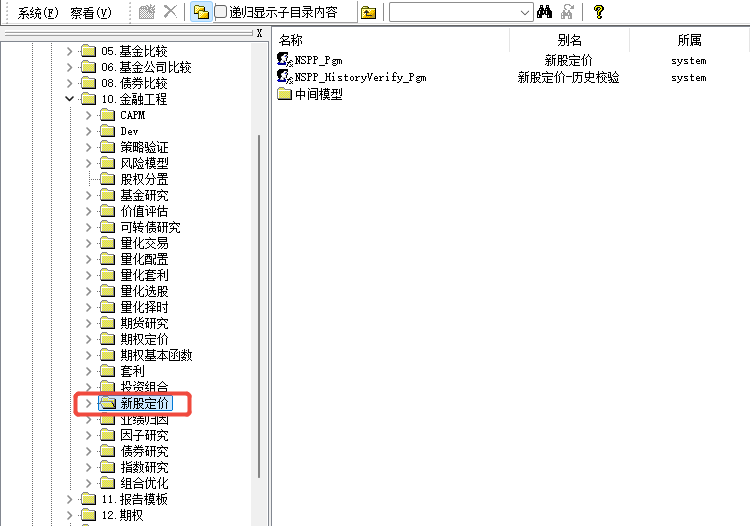 系统(E) 察看(V) 递归显示子目录内容 ?
X
05.基金比较
06.基金公司比较
08.债券比较
10.金融工程
CAPM
Dev
策略验证
风险模型
股权分置
基金研究
价值评估
可转债研究
量化交易
量化配置
量化套利
量化选股
量化择时
期货研究
期权定价
期权基本函数
套利
投资组合
新股定价
业绩归因
因子研究
债券研究
指数研究
组合优化
11.报告模板
12.期权
名称 别名 所属
NSPP_Pgm 新股定价 system
NSPP_HistoryVerify_Pgm 新股定价-历史校验 system
中间模型